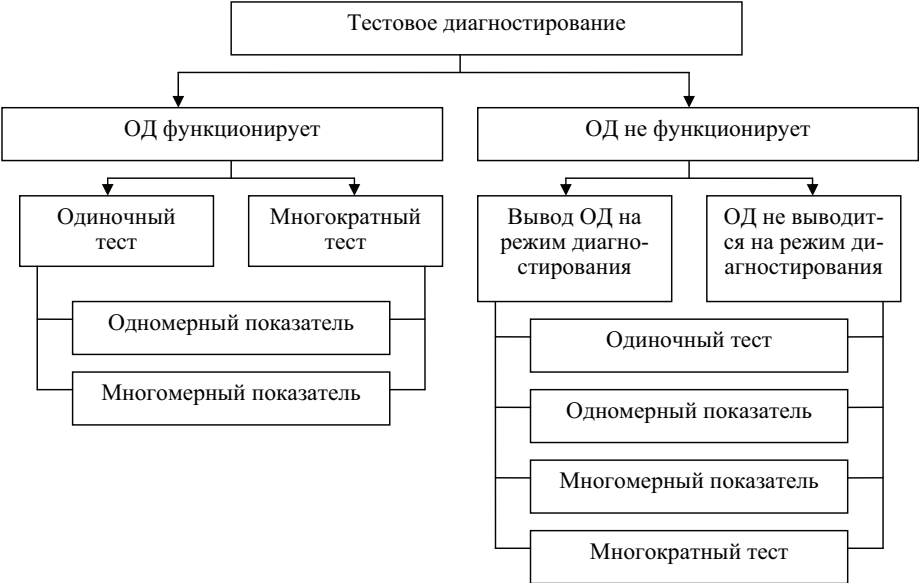 Тестовое диагностирование
ОД функционирует
ОД не функционирует
Одиночный
тест
Многократный
тест
Вывод ОД на
режим диагно-
стирования
ОД не выводит-
ся на режим ди-
агностирования
Одномерный показатель
Многомерный показатель
Одиночный тест
Одномерный показатель
Многомерный показатель
Многократный тест